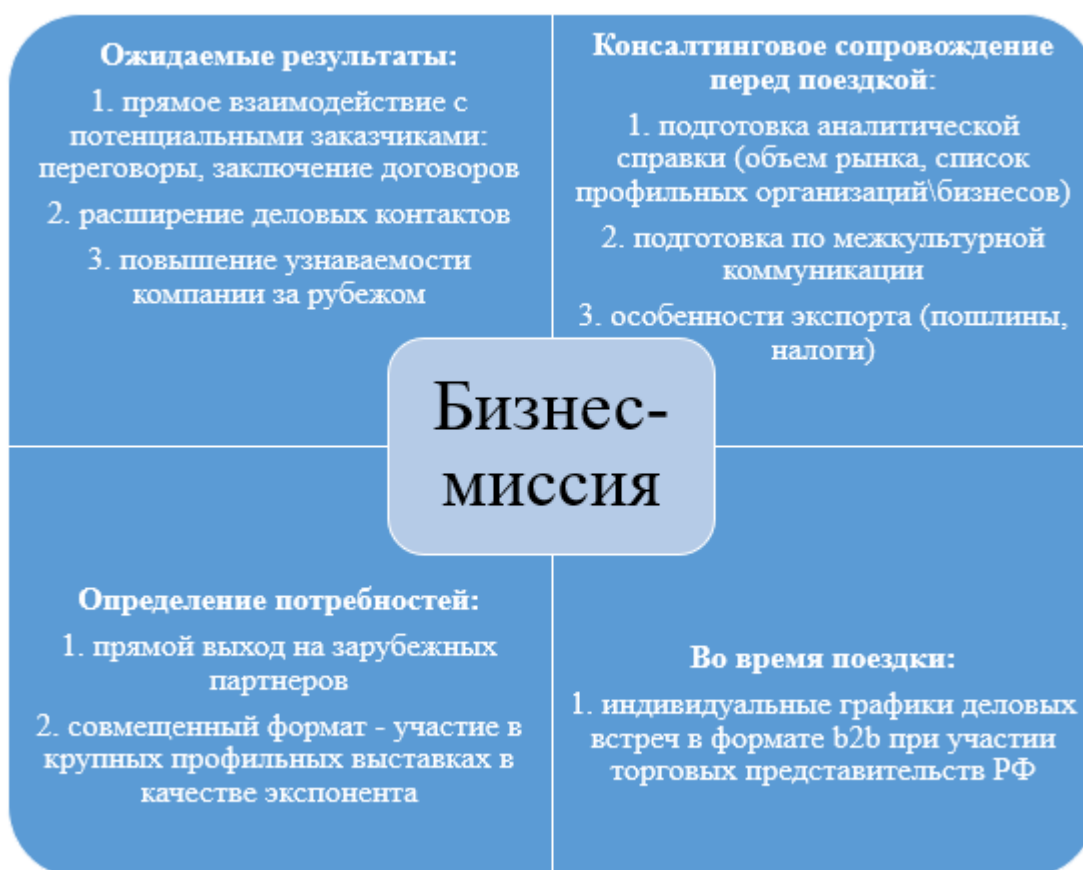 Ожидаемые результаты:
1. прямое взаимодействие с
потенциальными заказчиками:
переговоры, заключение договоров
2. расширение деловых контактов
3. повышение узнаваемости
компании за рубежом
Консалтинговое сопровождение
перед поездкой:
1. подготовка аналитической
справки (объем рынка, список
профильных организаций\бизнесов)
2. подготовка по межкультурной
коммуникации
3. особенности экспорта (пошлины,
налоги)
Бизнес-
миссия
Определение потребностей:
1. прямой выход на зарубежных
партнеров
2. совмещенный формат - участие в
крупных профильных выставках в
качестве экспонента
Во время поездки:
1. индивидуальные графики деловых
встреч в формате b2b при участии
торговых представительств РФ